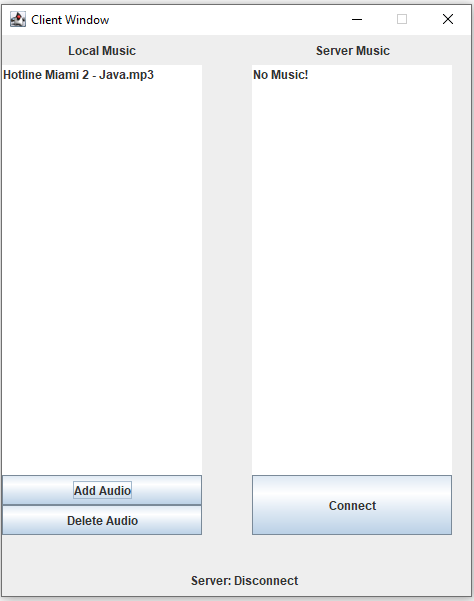 Client Window
Local Music
Server Music
Hotline Miami 2 - Java.mp3
No Music!
Add Audio
Delete Audio
Connect
Server: Disconnect